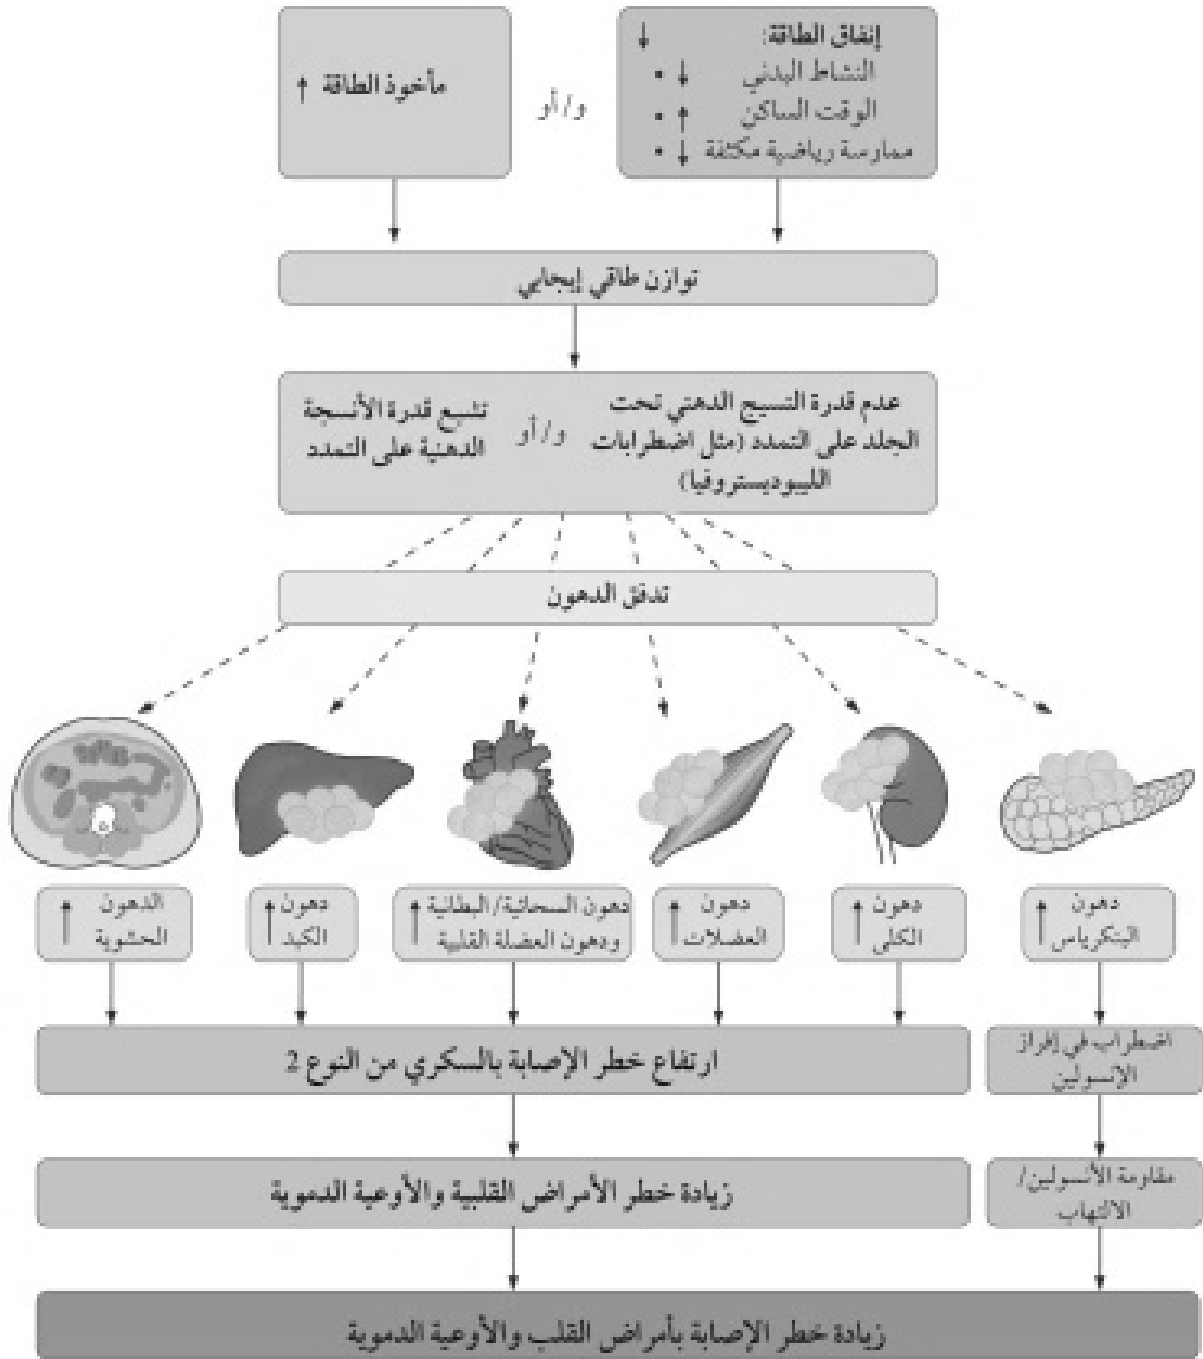 إنفاق الطاقة: ↓
• ↓ النشاط البدني
• ↑ الوقت الساكن
• ↓ ممارسة رياضية مكثفة
و/أو
مأخوذ الطاقة ↑
توازن طاقي إيجابي
عدم قدرة النسيج الدهني تحت
الجلد على التمدد (مثل اضطرابات
الليبوديستروفيا)
و/أو
تشبع قدرة الأنسجة
الدهنية على التمدد
تدفق الدهون
دهون
البنكرياس ↑
دهون
الكلى ↑
دهون
العضلات ↑
دهون السحائية/ البطانية
ودهون العضلة القلبية ↑
دهون
الكبد ↑
الدهون
الحشوية ↑
اضطراب في إفراز
الإنسولين
ارتفاع خطر الإصابة بالسكري من النوع 2
مقاومة الأنسولين/
الالتهاب
زيادة خطر الأمراض القلبية والأوعية الدموية
زيادة خطر الإصابة بأمراض القلب والأوعية الدموية